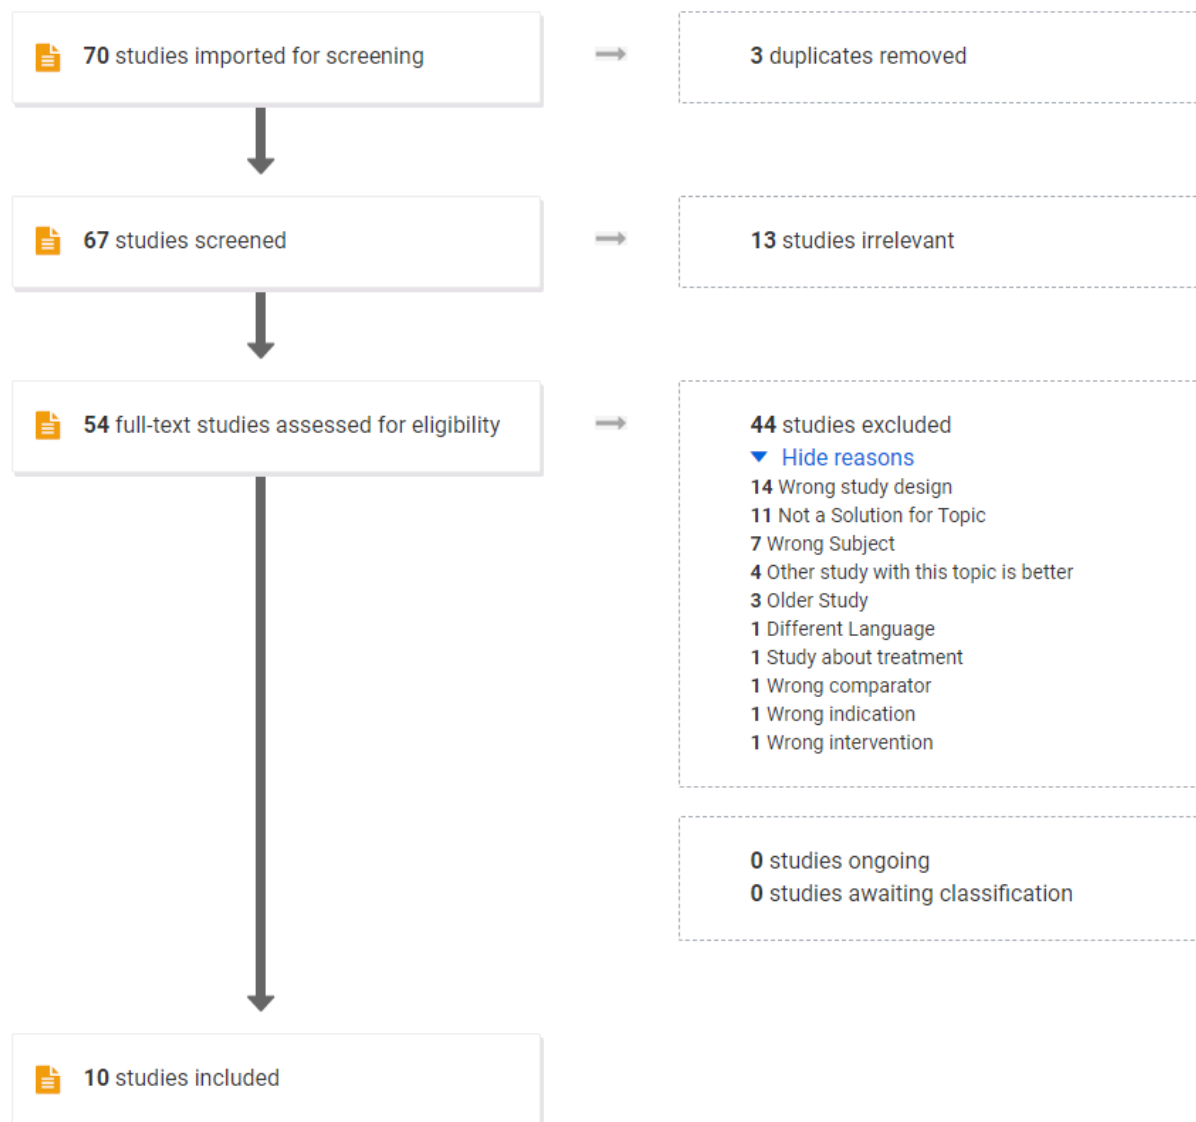 70 studies imported for screening
3 duplicates removed
67 studies screened
13 studies irrelevant
54 full-text studies assessed for eligibility
44 studies excluded
Hide reasons
14 Wrong study design
11 Not a Solution for Topic
7 Wrong Subject
4 Other study with this topic is better
3 Older Study
1 Different Language
1 Study about treatment
1 Wrong comparator
1 Wrong indication
1 Wrong intervention
0 studies ongoing
0 studies awaiting classification
10 studies included